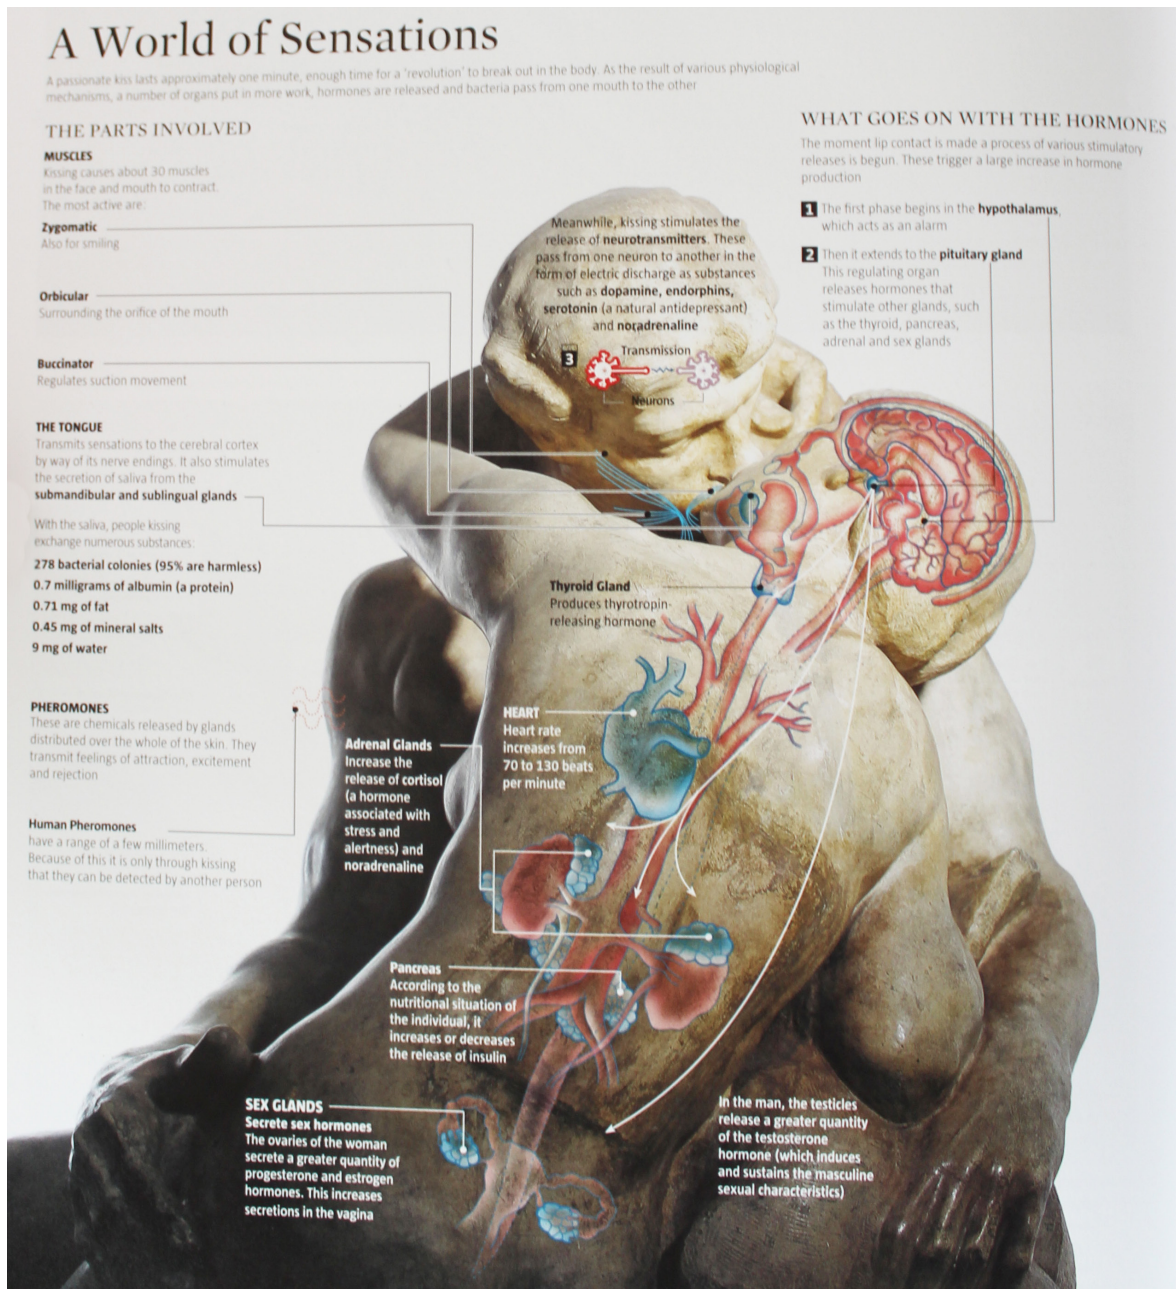 A World of Sensations
A passionate kiss lasts approximately one minute, enough time for a 'revolution' to break out in the body. As the result of various physiological
mechanisms, a number of organs put in more work, hormones are released and bacteria pass from one mouth to the other
THE PARTS INVOLVED
MUSCLES
Kissing causes about 30 muscles
in the face and mouth to contract.
The most active are:
Zygomatic
Also for smiling
Orbicular
Surrounding the orifice of the mouth
Buccinator
Regulates suction movement
THE TONGUE
Transmits sensations to the cerebral cortex
by way of its nerve endings. It also stimulates
the secretion of saliva from the
submandibular and sublingual glands
With the saliva, people kissing
exchange numerous substances:
278 bacterial colonies (95% are harmless)
0.7 milligrams of albumin (a protein)
0.71 mg of fat
0.45 mg of mineral salts
9 mg of water
PHEROMONES
These are chemicals released by glands
distributed over the whole of the skin. They
transmit feelings of attraction, excitement
and rejection
Human Pheromones
have a range of a few millimeters.
Because of this it is only through kissing
that they can be detected by another person
WHAT GOES ON WITH THE HORMONES
The moment lip contact is made a process of various stimulatory
releases is begun. These trigger a large increase in hormone
production
1 The first phase begins in the hypothalamus,
which acts as an alarm
2 Then it extends to the pituitary gland
This regulating organ
releases hormones that
stimulate other glands, such
as the thyroid, pancreas,
adrenal and sex glands
Meanwhile, kissing stimulates the
release of neurotransmitters. These
pass from one neuron to another in the
form of electric discharge as substances
such as dopamine, endorphins,
serotonin (a natural antidepressant)
and noradrenaline
3 Transmission
Neurons
Thyroid Gland
Produces thyrotropin-
releasing hormone
HEART
Heart rate
increases from
70 to 130 beats
per minute
Adrenal Glands
Increase the
release of cortisol
(a hormone
associated with
stress and
alertness) and
noradrenaline
Pancreas
According to the
nutritional situation of
the individual, it
increases or decreases
the release of insulin
SEX GLANDS
Secrete sex hormones
The ovaries of the woman
secrete a greater quantity of
progesterone and estrogen
hormones. This increases
secretions in the vagina
In the man, the testicles
release a greater quantity
of the testosterone
hormone (which induces
and sustains the masculine
sexual characteristics)